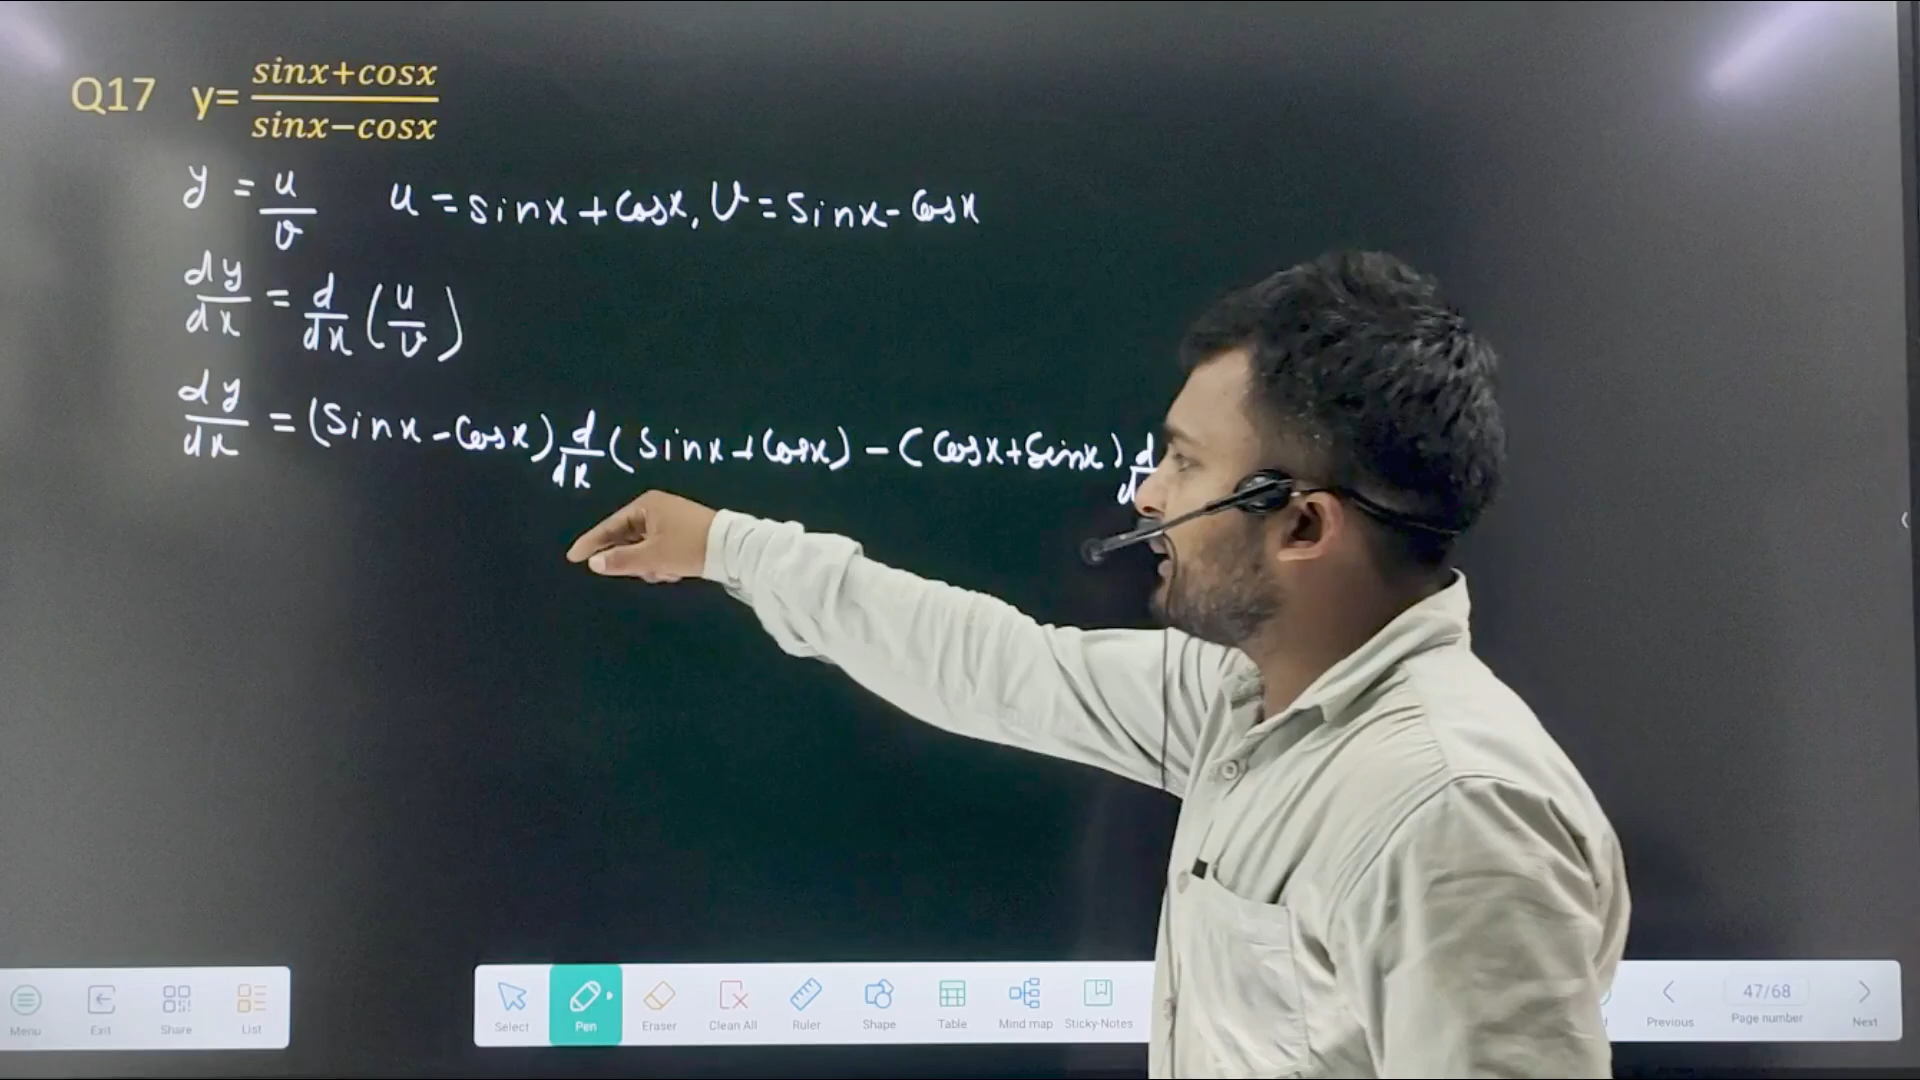 Q17 y= sinx+cosx / sinx−cosx
y = u/v u = sinx + cosx, v = sinx - cosx
dy/dx = d/dx (u/v)
dy/dx = (sinx - cosx) d/dx (sinx + cosx) - (cosx + sinx) d
Menu Exit Share List Select Pen Eraser Clean All Ruler Shape Table Mind map Sticky-Notes Previous 47/68 Page number Next